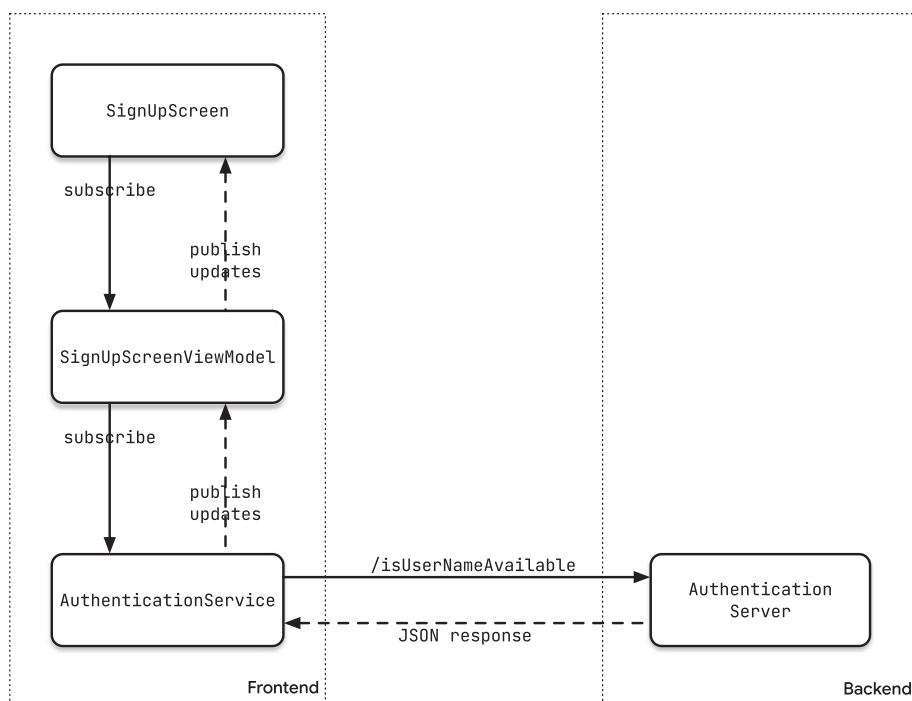 SignUpScreen
subscribe
publish
updates
SignUpScreenViewModel
subscribe
publish
updates
/isUserNameAvailable
AuthenticationService
Authentication
Server
JSON response
Frontend
Backend